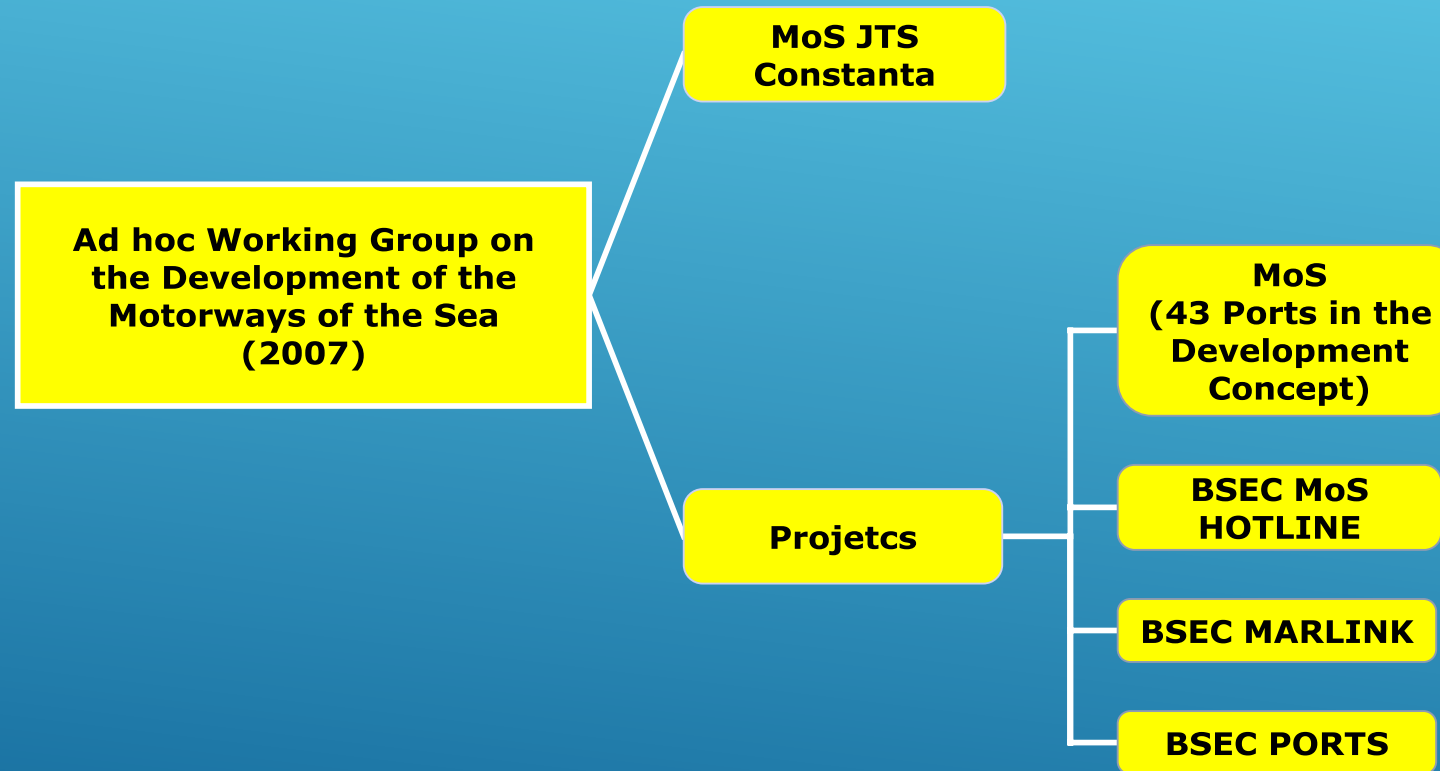 MoS JTS
Constanta
Ad hoc Working Group on
the Development of the
Motorways of the Sea
(2007)
Projetcs
MoS
(43 Ports in the
Development
Concept)
BSEC MoS
HOTLINE
BSEC MARLINK
BSEC PORTS